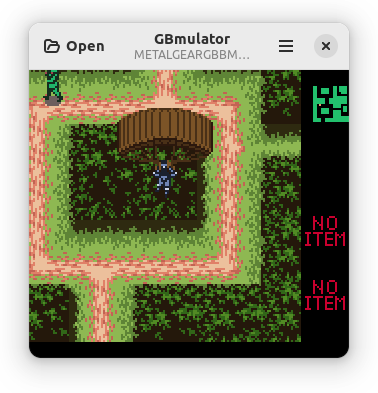 Open
GBmulator
METALGEARGBBM…
NO
ITEM
NO
ITEM